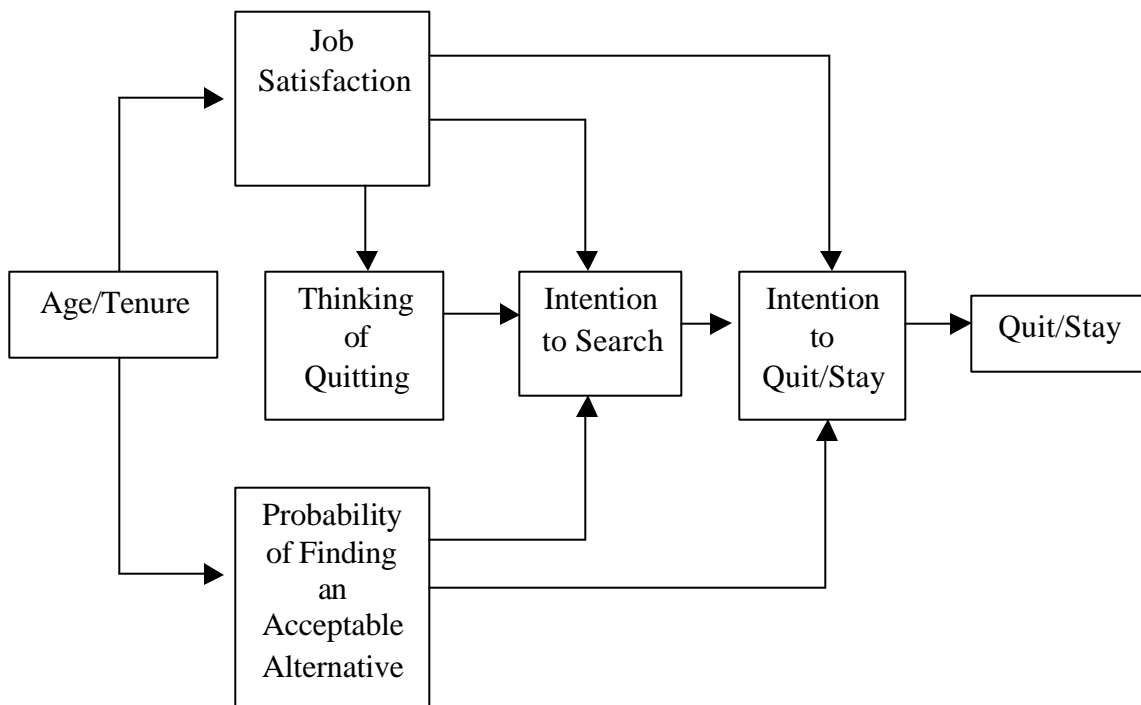 Job
Satisfaction
Age/Tenure
Thinking
of
Quitting
Intention
to Search
Intention
to
Quit/Stay
Quit/Stay
Probability
of Finding
an
Acceptable
Alternative